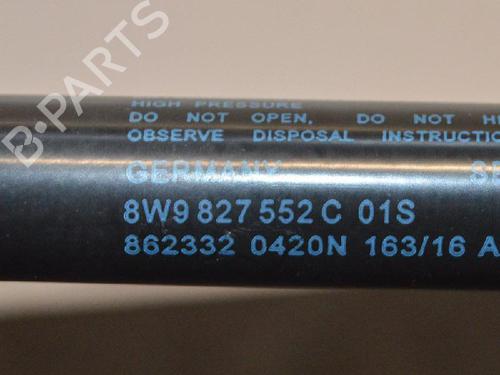 B-PARTS
HIGH PRESSURE
DO NOT OPEN, DO NOT
OBSERVE DISPOSAL
GERMANY
8W9 827 552 C 01S
862332 0420N 163/16 A
B-PARTS